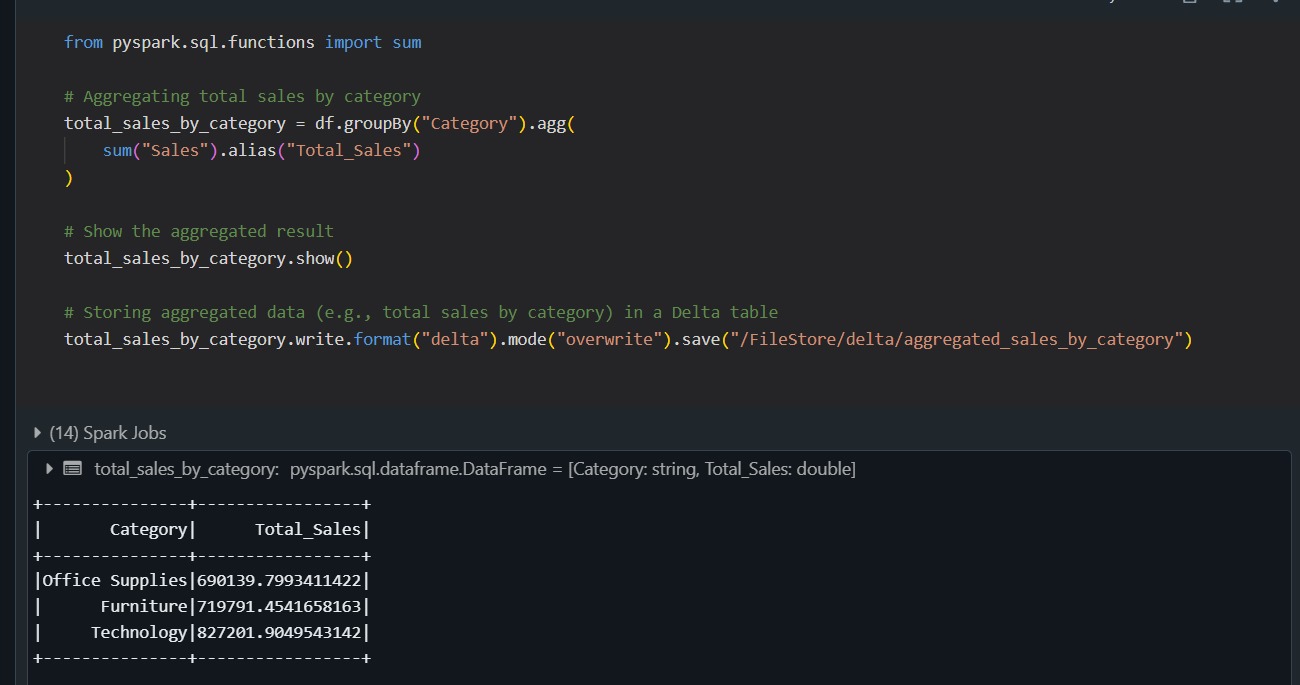 from pyspark.sql.functions import sum
# Aggregating total sales by category
total_sales_by_category = df.groupBy("Category").agg(
    sum("Sales").alias("Total_Sales")
)
# Show the aggregated result
total_sales_by_category.show()
# Storing aggregated data (e.g., total sales by category) in a Delta table
total_sales_by_category.write.format("delta").mode("overwrite").save("/FileStore/delta/aggregated_sales_by_category")
(14) Spark Jobs
total_sales_by_category: pyspark.sql.dataframe.DataFrame = [Category: string, Total_Sales: double]
+---------------+-----------------+
|       Category|      Total_Sales|
+---------------+-----------------+
|Office Supplies|690139.7993411422|
|      Furniture|719791.4541658163|
|     Technology|827201.9049543142|
+---------------+-----------------+